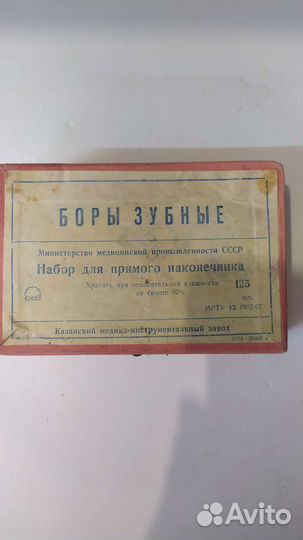 БОРЫ ЗУБНЫЕ
Министерство медицинской промышленности СССР
Набор для прямого наконечника
Хранить при относительной влажности
не свыше 60%
125
шт.
МРТУ 42
Казанский медико-инструментальный завод
Avito